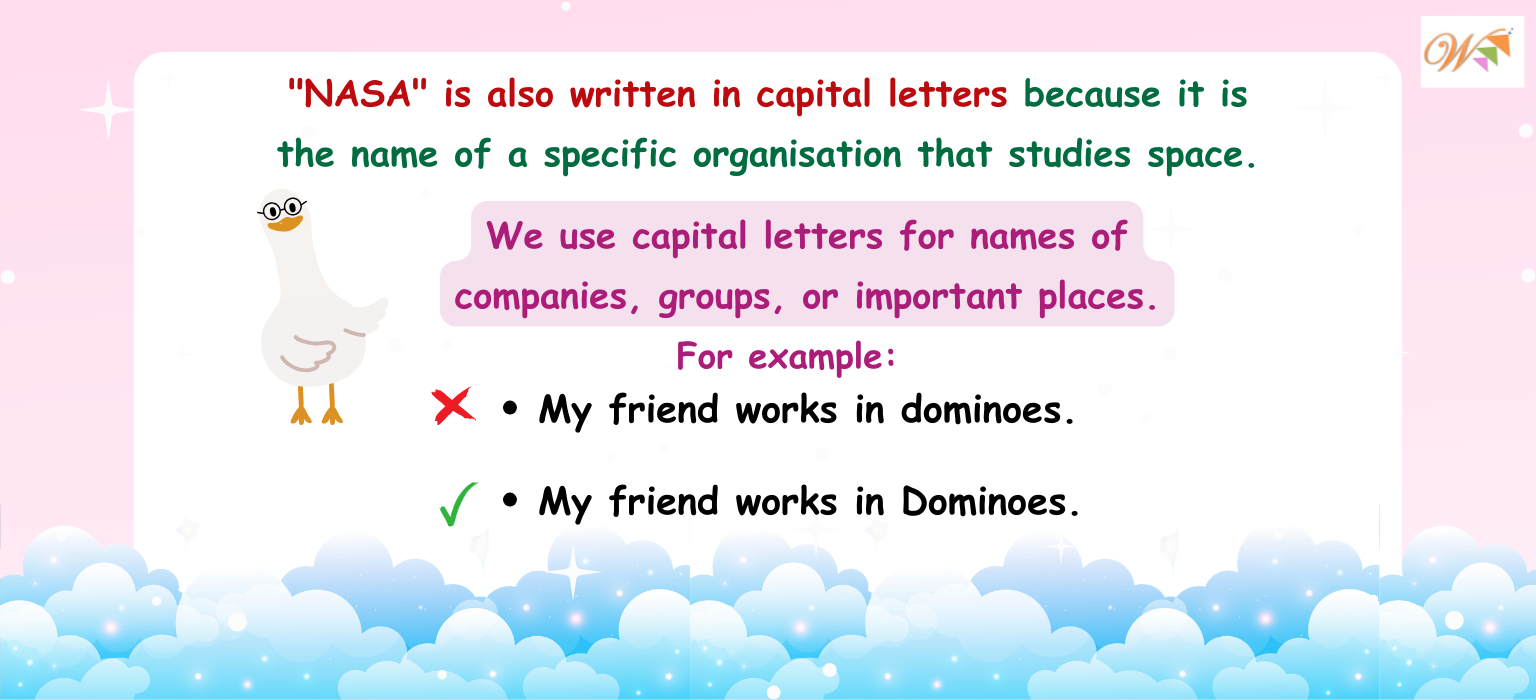 "NASA" is also written in capital letters because it is
the name of a specific organisation that studies space.
We use capital letters for names of
companies, groups, or important places.
For example:
• My friend works in dominoes.
• My friend works in Dominoes.
W